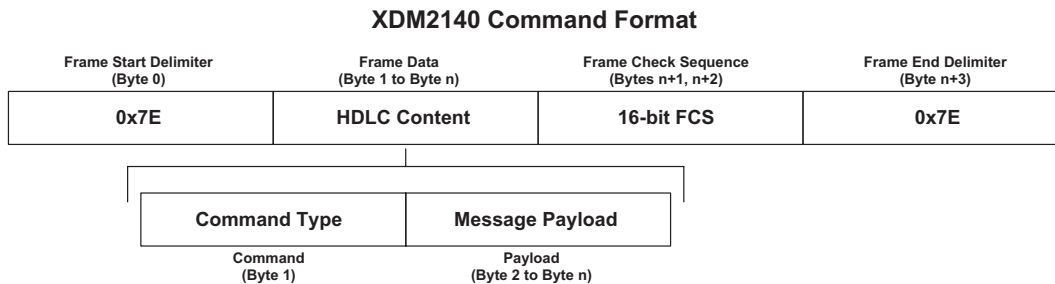 XDM2140 Command Format
Frame Start Delimiter
(Byte 0)
Frame Data
(Byte 1 to Byte n)
Frame Check Sequence
(Bytes n+1, n+2)
Frame End Delimiter
(Byte n+3)
0x7E
HDLC Content
16-bit FCS
0x7E
Command Type
Message Payload
Command
(Byte 1)
Payload
(Byte 2 to Byte n)